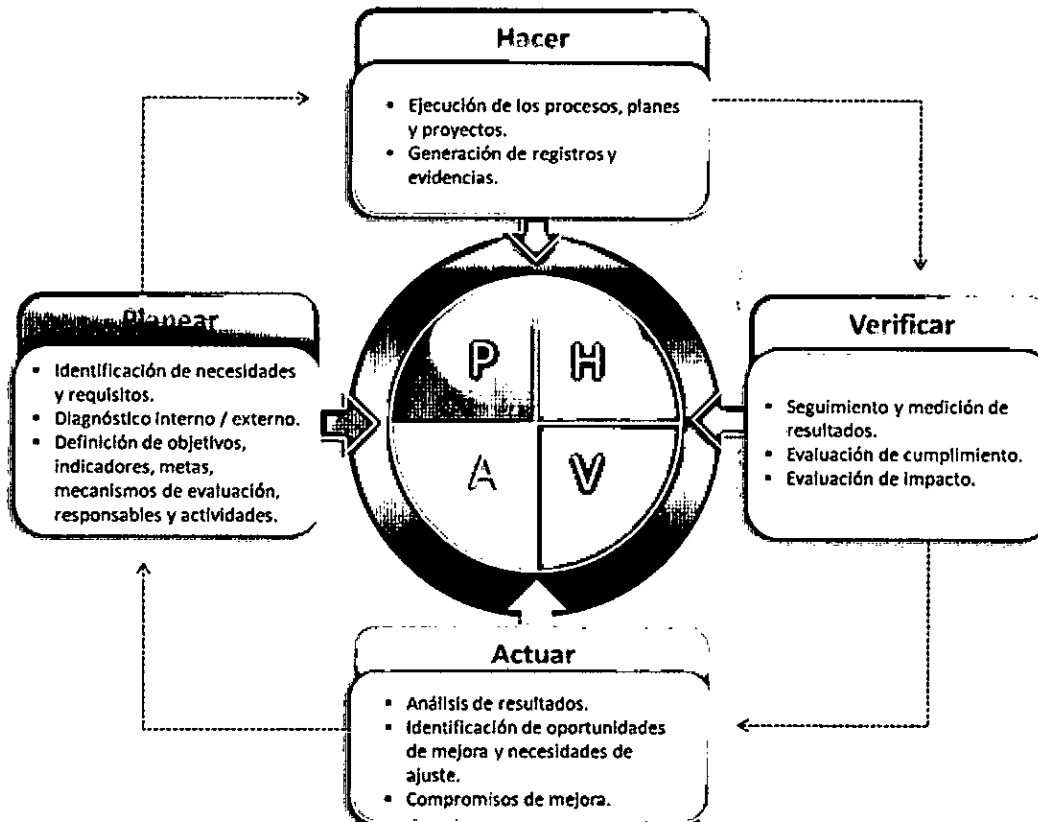 Hacer
▪ Ejecución de los procesos, planes
y proyectos.
▪ Generación de registros y
evidencias.
Planear
▪ Identificación de necesidades
y requisitos.
▪ Diagnóstico interno / externo.
▪ Definición de objetivos,
indicadores, metas,
mecanismos de evaluación,
responsables y actividades.
P H
A V
Verificar
▪ Seguimiento y medición de
resultados.
▪ Evaluación de cumplimiento.
▪ Evaluación de impacto.
Actuar
▪ Análisis de resultados.
▪ Identificación de oportunidades
de mejora y necesidades de
ajuste.
▪ Compromisos de mejora.